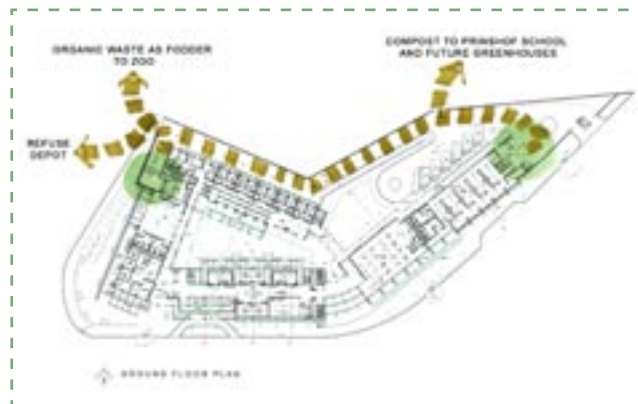 ORGANIC WASTE AS FODDER
TO ZOO
COMPOST TO PRINSHOF SCHOOL
AND FUTURE GREENHOUSES
REFUSE
DEPOT
GROUND FLOOR PLAN